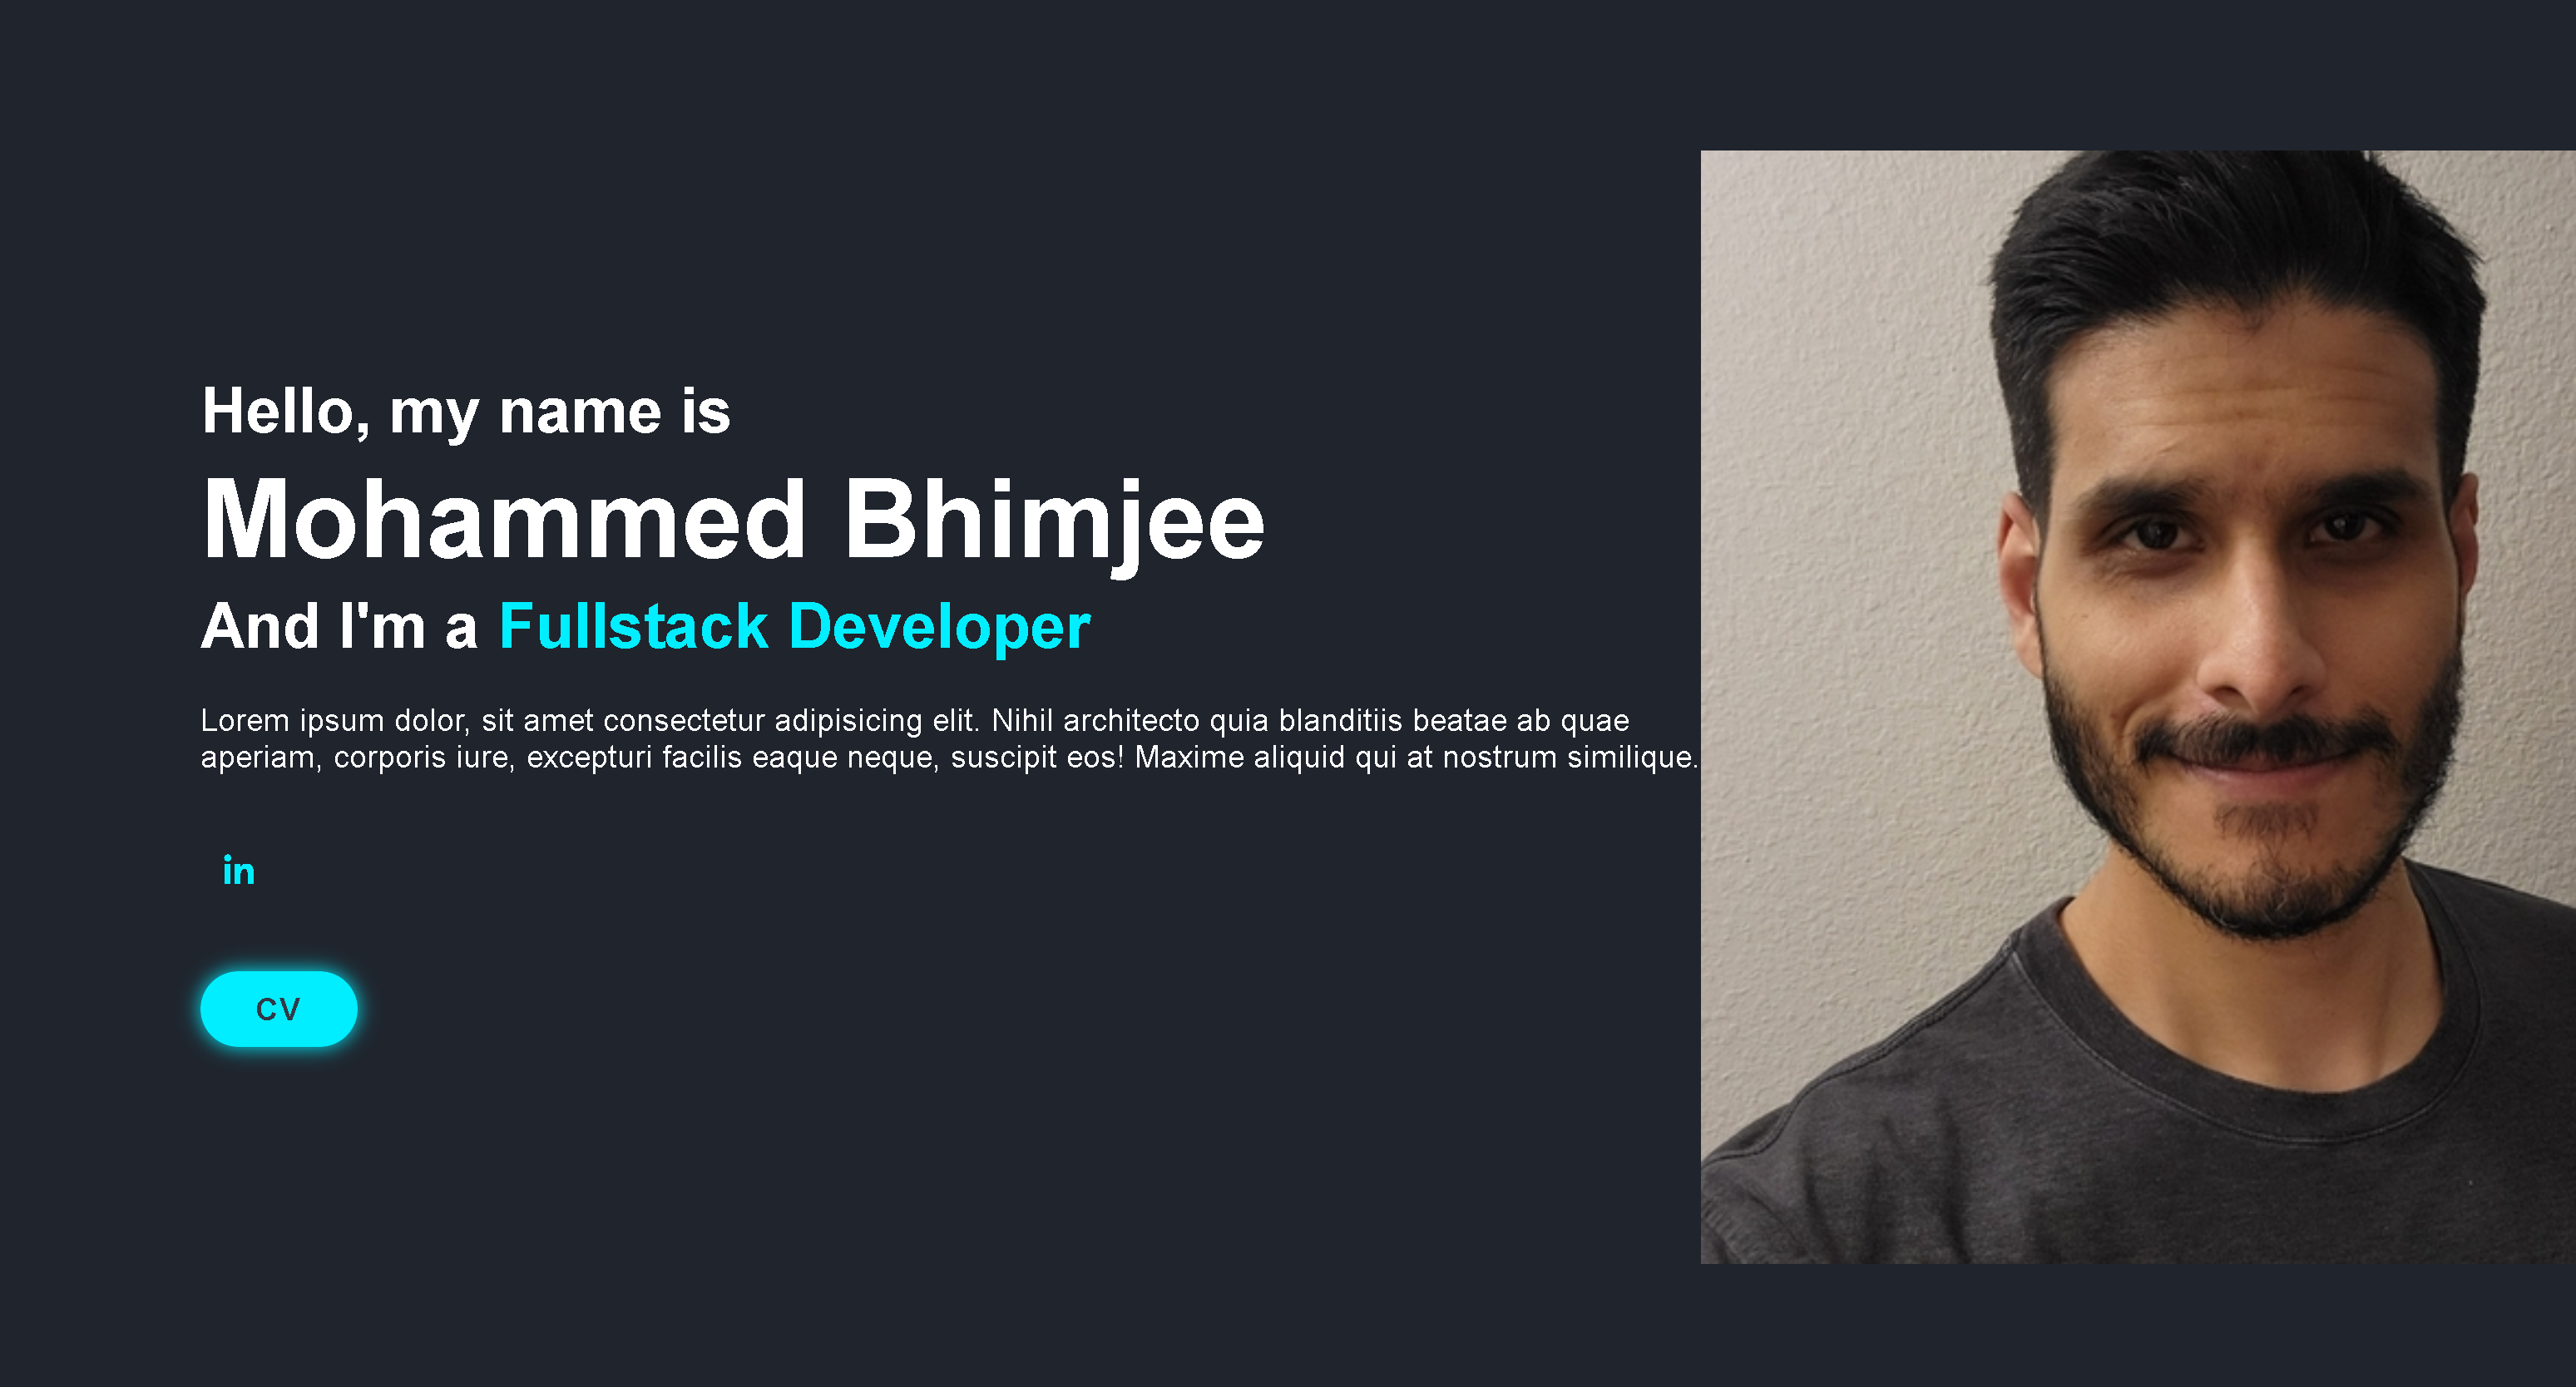 Hello, my name is
Mohammed Bhimjee
And I'm a Fullstack Developer
Lorem ipsum dolor, sit amet consectetur adipisicing elit. Nihil architecto quia blanditiis beatae ab quae
aperiam, corporis iure, excepturi facilis eaque neque, suscipit eos! Maxime aliquid qui at nostrum similique.
in
CV